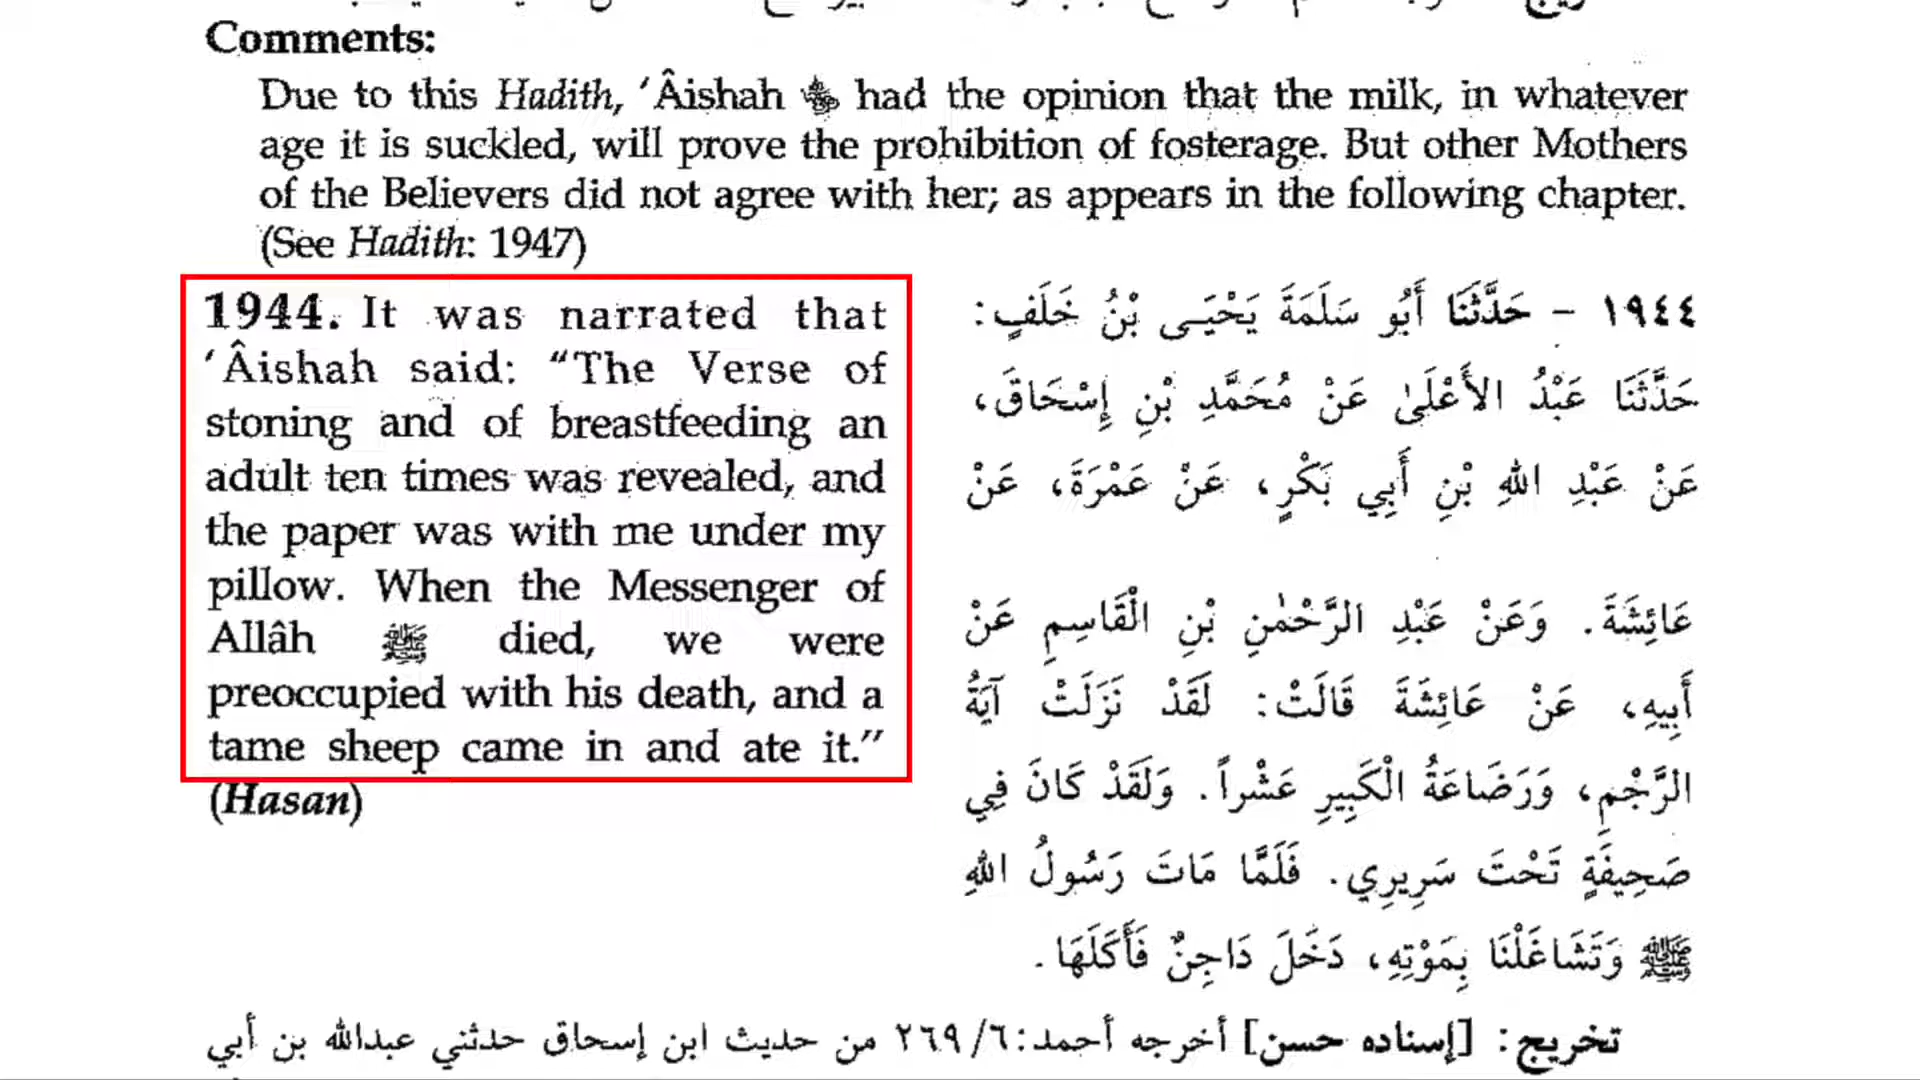 Comments:
Due to this Hadith, ‘Âishah had the opinion that the milk, in whatever
age it is suckled, will prove the prohibition of fosterage. But other Mothers
of the Believers did not agree with her; as appears in the following chapter.
(See Hadith: 1947)
1944. It was narrated that
‘Âishah said: “The Verse of
stoning and of breastfeeding an
adult ten times was revealed, and
the paper was with me under my
pillow. When the Messenger of
Allâh ﷺ died, we were
preoccupied with his death, and a
tame sheep came in and ate it.”
(Hasan)
١٩٤٤ - حَدَّثَنَا أَبُو سَلَمَةَ يَحْيَـى بْنُ خَلَفٍ:
حَدَّثَنَا عَبْدُ الأَعْلَىٰ عَنْ مُحَمَّدِ بْنِ إِسْحَاقَ،
عَنْ عَبْدِ اللهِ بْنِ أَبِي بَكْرٍ، عَنْ عَمْرَةَ، عَنْ
عَائِشَةَ. وَعَنْ عَبْدِ الرَّحْمٰنِ بْنِ الْقَاسِمِ عَنْ
أَبِيهِ، عَنْ عَائِشَةَ قَالَتْ: لَقَدْ نَزَلَتْ آيَةُ
الرَّجْمِ، وَرَضَاعَةُ الْكَبِيرِ عَشْراً. وَلَقَدْ كَانَ فِي
صَحِيفَةٍ تَحْتَ سَرِيرِي. فَلَمَّا مَاتَ رَسُولُ اللهِ
ﷺ وَتَشَاغَلْنَا بِمَوْتِهِ، دَخَلَ دَاجِنٌ فَأَكَلَهَا.
تخريج: [إسناده حسن] أخرجه أحمد: ٦/ ٢٦٩ من حديث ابن إسحاق حدثني عبدالله بن أبي